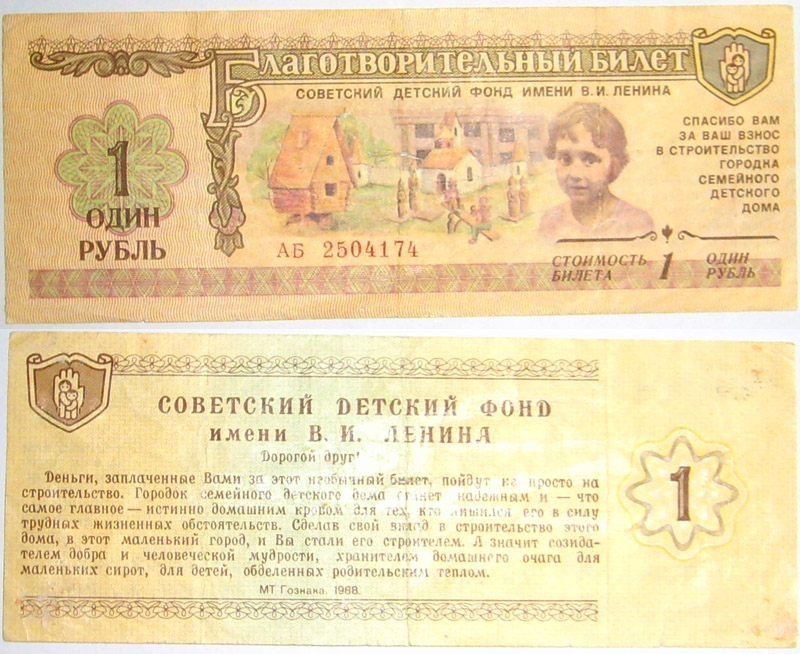 Благотворительный билет
СОВЕТСКИЙ ДЕТСКИЙ ФОНД ИМЕНИ В.И. ЛЕНИНА
СПАСИБО ВАМ
ЗА ВАШ ВЗНОС
В СТРОИТЕЛЬСТВО
ГОРОДКА
СЕМЕЙНОГО
ДЕТСКОГО
ДОМА
1
ОДИН
РУБЛЬ
АБ 2504174
СТОИМОСТЬ
БИЛЕТА
1
ОДИН
РУБЛЬ
СОВЕТСКИЙ ДЕТСКИЙ ФОНД
имени В. И. ЛЕНИНА
Дорогой друг!
Деньги, заплаченные Вами за этот необычный билет, пойдут не просто на
строительство. Городок семейного детского дома станет надежным и — что
самое главное — истинно домашним кровом для тех, кто лишился его в силу
трудных жизненных обстоятельств. Сделав свой вклад в строительство этого
дома, в этот маленький город, и Вы стали его строителем. А значит созида-
телем добра и человеческой мудрости, хранителем домашнего очага для
маленьких сирот, для детей, обделенных родительским теплом.
МТ Гознака. 1988.
1